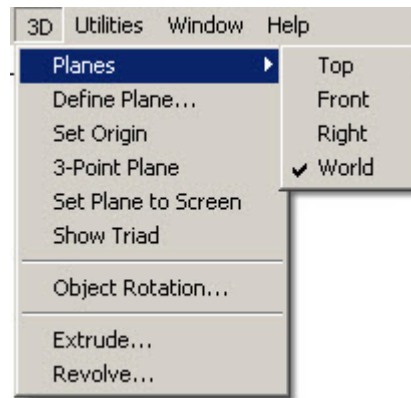 3D Utilities Window Help
Planes
Define Plane...
Set Origin
3-Point Plane
Set Plane to Screen
Show Triad
Object Rotation...
Extrude...
Revolve...
Top
Front
Right
World